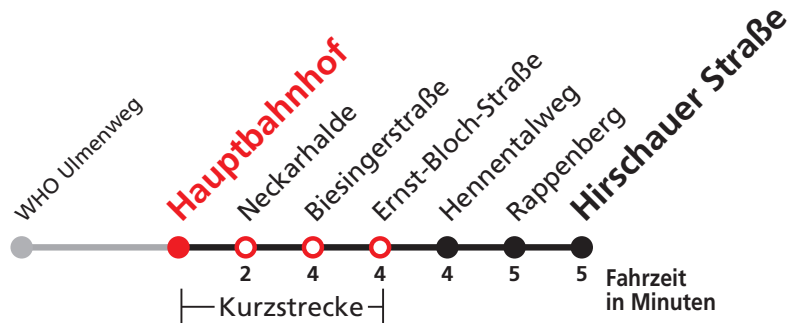 WHO Ulmenweg
Hauptbahnhof
Neckarhalde
Biesingerstraße
Ernst-Bloch-Straße
Hennentalweg
Rappenberg
Hirschauer Straße
2 4 4 4 5 5 Fahrzeit
in Minuten
Kurzstrecke